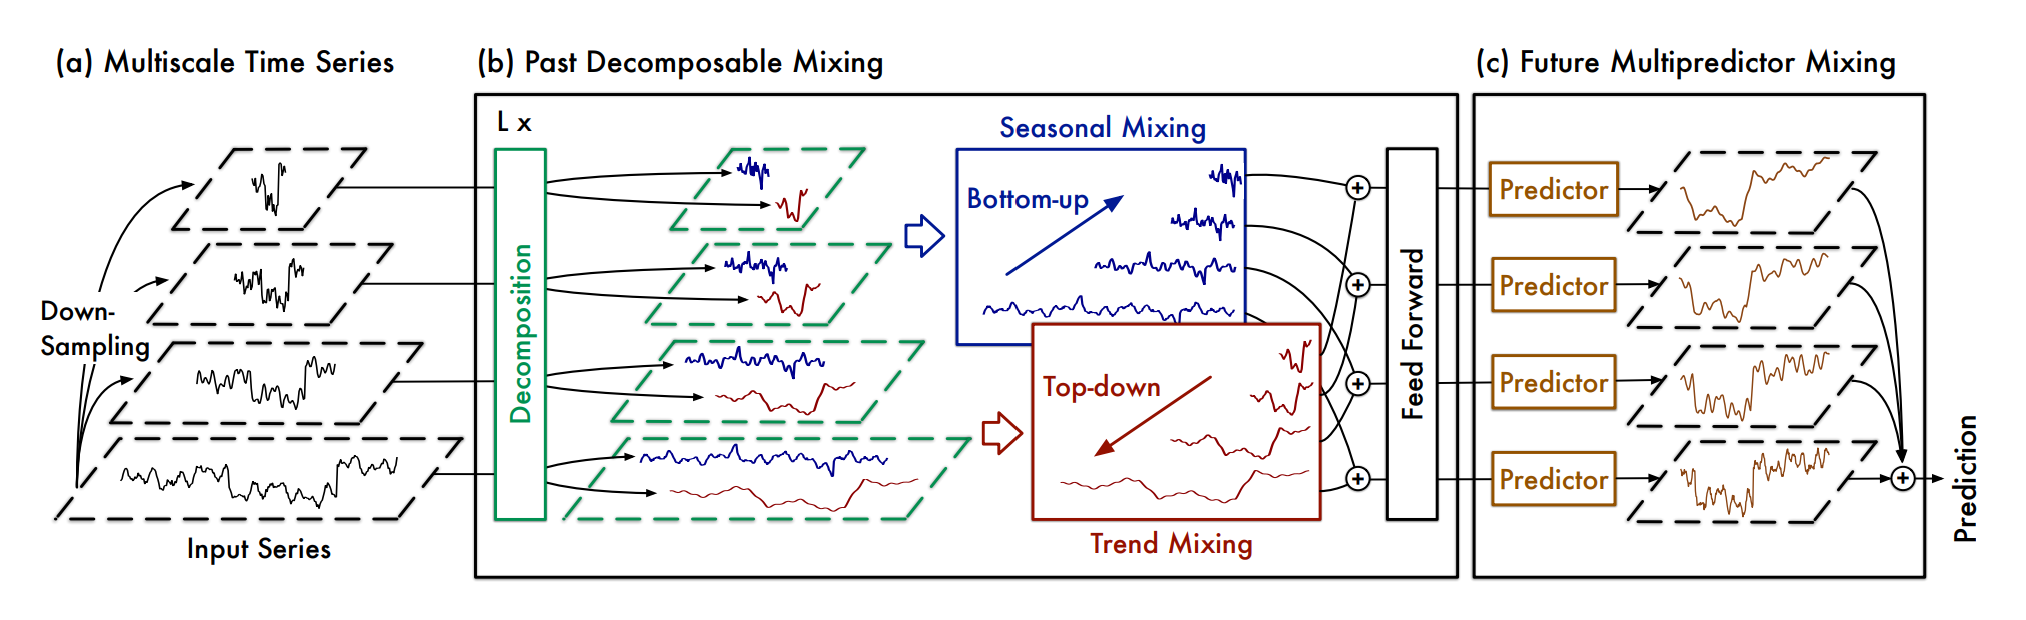 (a) Multiscale Time Series
(b) Past Decomposable Mixing
(c) Future Multipredictor Mixing
Down-
Sampling
Input Series
L x
Decomposition
Seasonal Mixing
Bottom-up
Top-down
Trend Mixing
Feed Forward
Predictor
Predictor
Predictor
Predictor
Prediction